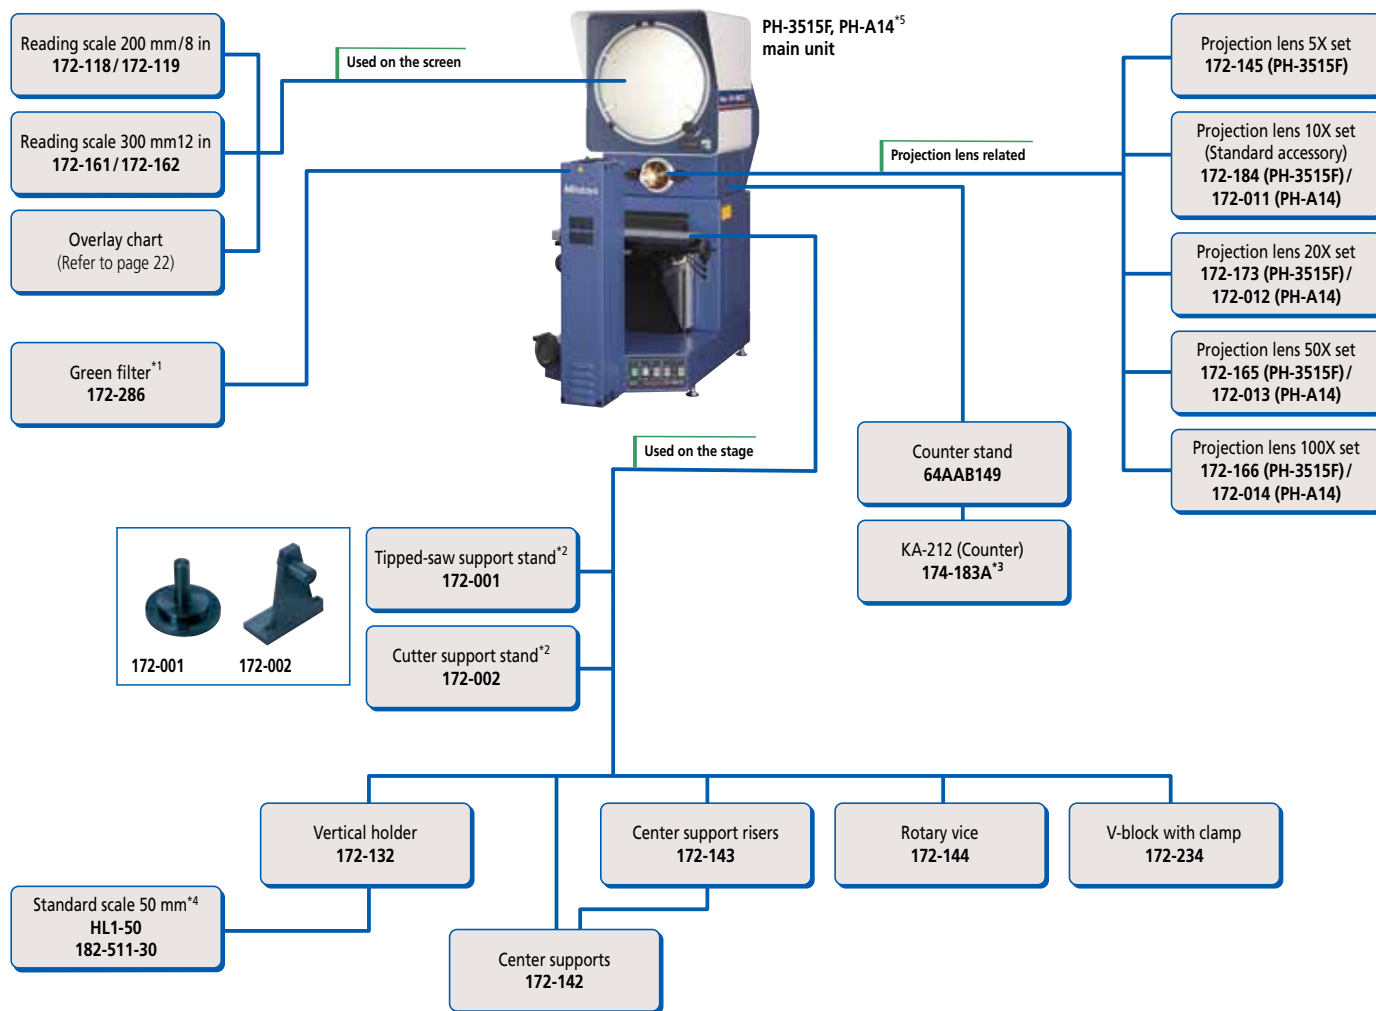 Reading scale 200 mm/8 in
172-118/172-119
Reading scale 300 mm12 in
172-161/172-162
Overlay chart
(Refer to page 22)
Green filter*1
172-286
Used on the screen
PH-3515F, PH-A14*5
main unit
Mitutoyo
Projection lens related
Projection lens 5X set
172-145 (PH-3515F)
Projection lens 10X set
(Standard accessory)
172-184 (PH-3515F)/
172-011 (PH-A14)
Projection lens 20X set
172-173 (PH-3515F)/
172-012 (PH-A14)
Projection lens 50X set
172-165 (PH-3515F)/
172-013 (PH-A14)
Projection lens 100X set
172-166 (PH-3515F)/
172-014 (PH-A14)
Counter stand
64AAB149
KA-212 (Counter)
174-183A*3
Used on the stage
172-001
172-002
Tipped-saw support stand*2
172-001
Cutter support stand*2
172-002
Vertical holder
172-132
Center support risers
172-143
Rotary vice
172-144
V-block with clamp
172-234
Standard scale 50 mm*4
HL1-50
182-511-30
Center supports
172-142